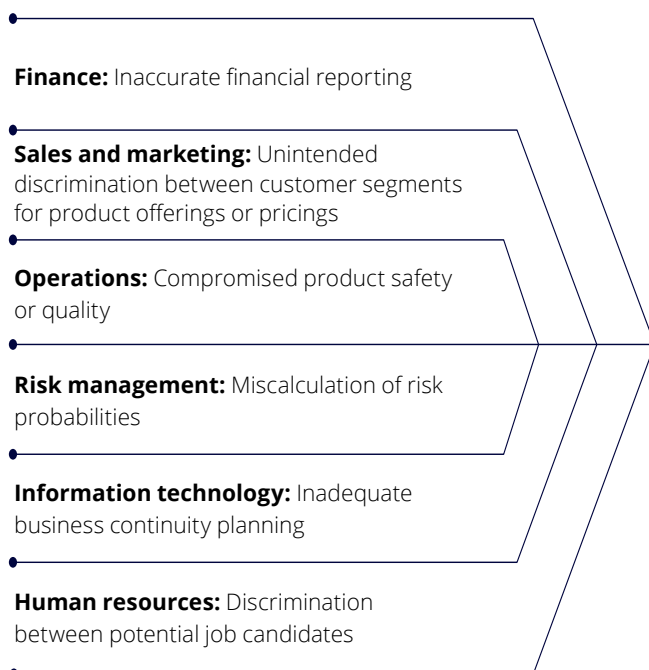 Finance: Inaccurate financial reporting
Sales and marketing: Unintended
discrimination between customer segments
for product offerings or pricings
Operations: Compromised product safety
or quality
Risk management: Miscalculation of risk
probabilities
Information technology: Inadequate
business continuity planning
Human resources: Discrimination
between potential job candidates